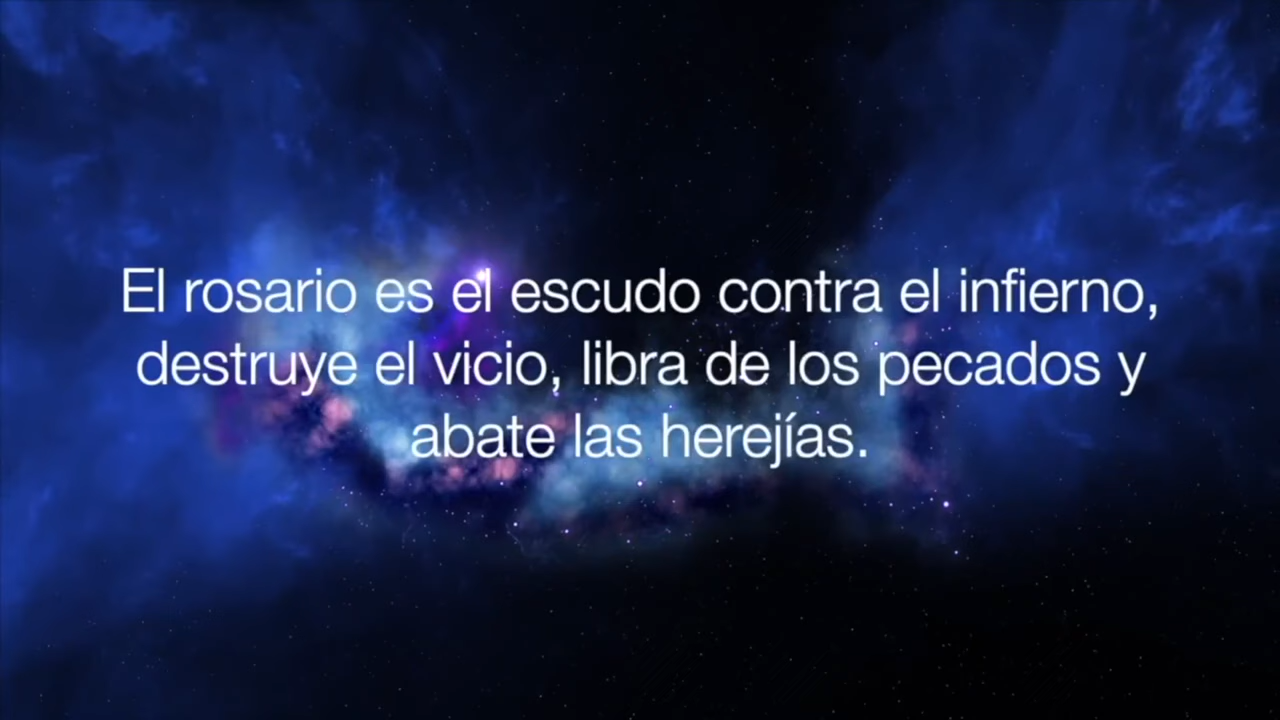 El rosario es el escudo contra el infierno,
destruye el vicio, libra de los pecados y
abate las herejías.